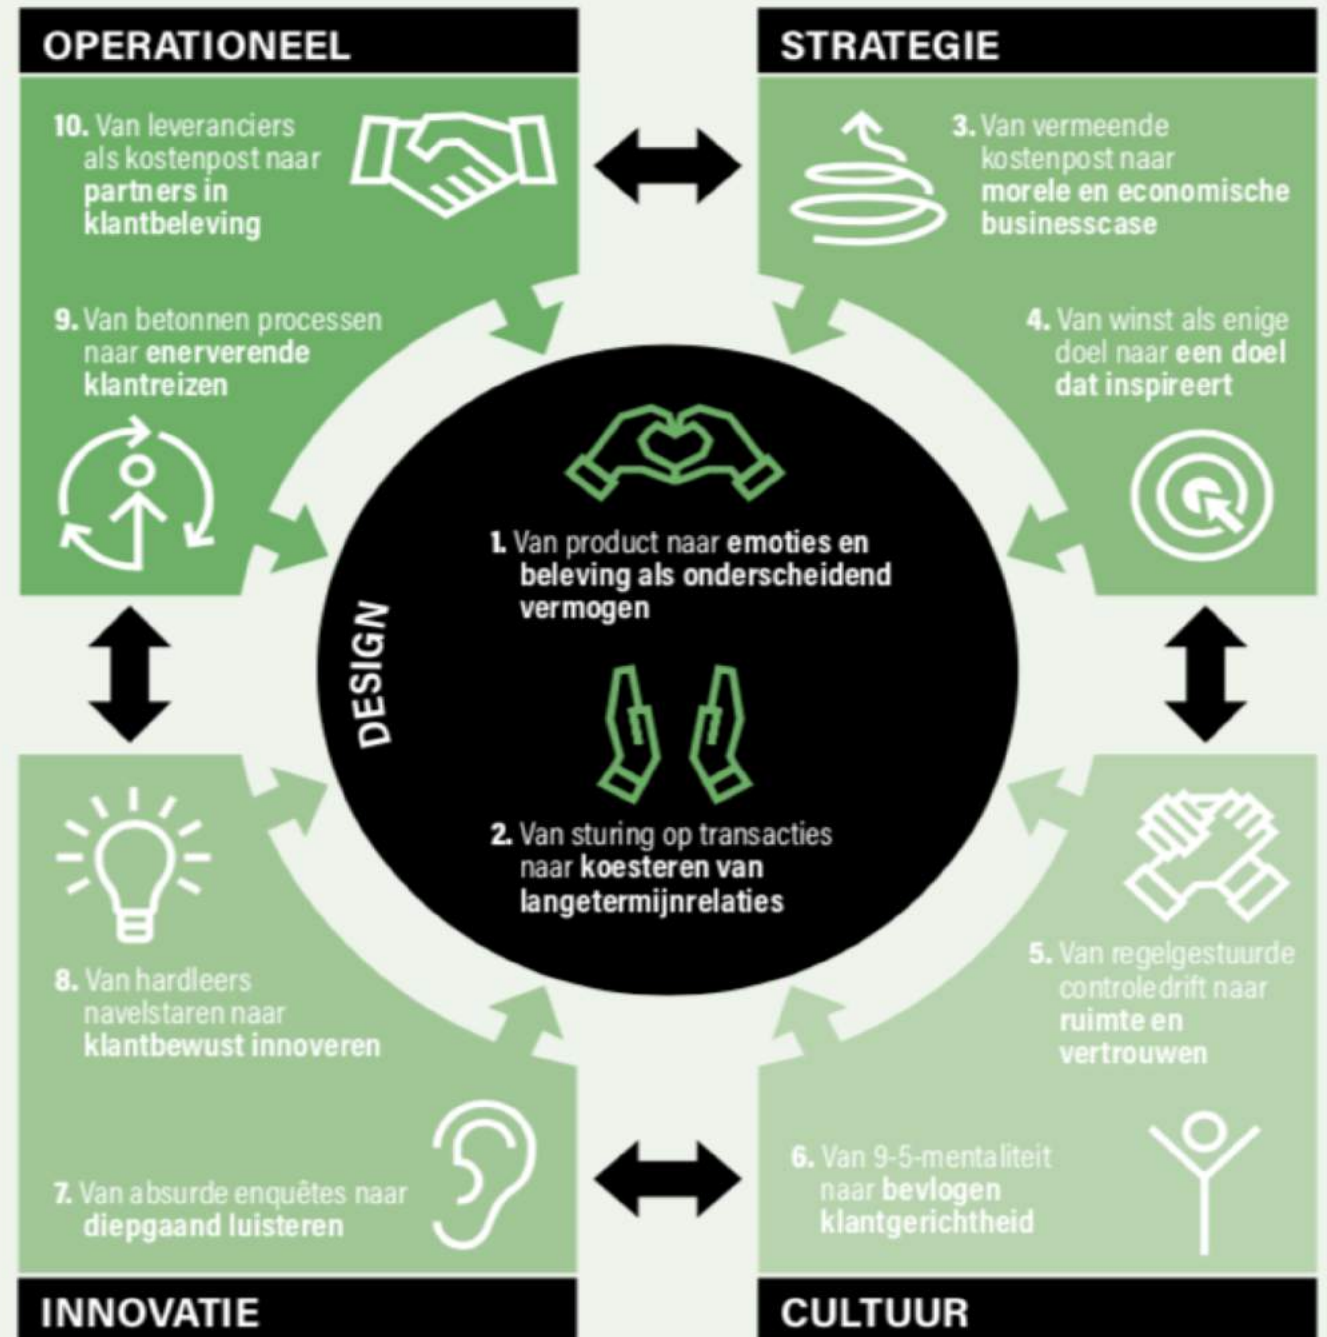 OPERATIONEEL
10. Van leveranciers
als kostenpost naar
partners in
klantbeleving
9. Van betonnen processen
naar enerverende
klantreizen
STRATEGIE
3. Van vermeende
kostenpost naar
morele en economische
businesscase
4. Van winst als enige
doel naar een doel
dat inspireert
DESIGN
1. Van product naar emoties en
beleving als onderscheidend
vermogen
2. Van sturing op transacties
naar koesteren van
langetermijnrelaties
8. Van hardleers
navelstaren naar
klantbewust innoveren
7. Van absurde enquêtes naar
diepgaand luisteren
INNOVATIE
5. Van regelgestuurde
controledrift naar
ruimte en
vertrouwen
6. Van 9-5-mentaliteit
naar bevlogen
klantgerichtheid
CULTUUR